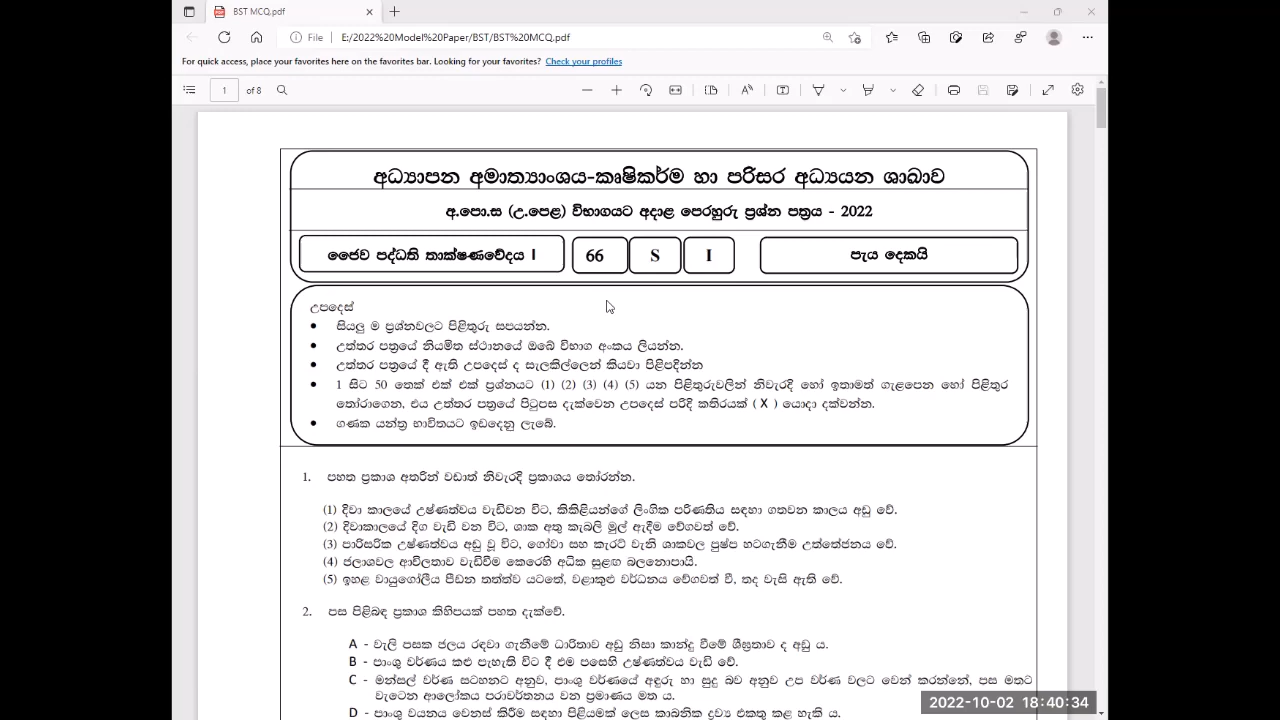 BST MCQ.pdf
File | E:/2022%20Model%20Paper/BST/BST%20MCQ.pdf
For quick access, place your favorites here on the favorites bar. Looking for your favorites? Check your profiles
1 of 8
අධ්‍යාපන අමාත්‍යාංශය-කෘෂිකර්ම හා පරිසර අධ්‍යයන ශාඛාව
අ.පො.ස (උ.පෙළ) විභාගයට අදාළ පෙරහුරු ප්‍රශ්න පත්‍රය - 2022
ජෛව පද්ධති තාක්ෂණවේදය I 66 S I පැය දෙකයි
උපදෙස්
• සියලු ම ප්‍රශ්නවලට පිළිතුරු සපයන්න.
• උත්තර පත්‍රයේ නියමිත ස්ථානයේ ඔබේ විභාග අංකය ලියන්න.
• උත්තර පත්‍රයේ දී ඇති උපදෙස් ද සැලකිල්ලෙන් කියවා පිළිපදින්න
• 1 සිට 50 තෙක් එක් එක් ප්‍රශ්නයට (1) (2) (3) (4) (5) යන පිළිතුරුවලින් නිවැරදි හෝ ඉතාමත් ගැළපෙන හෝ පිළිතුර
තෝරාගෙන, එය උත්තර පත්‍රයේ පිටුපස දැක්වෙන උපදෙස් පරිදි කතිරයක් ( X ) යොදා දක්වන්න.
• ගණක යන්ත්‍ර භාවිතයට ඉඩදෙනු ලැබේ.
1. පහත ප්‍රකාශ අතරින් වඩාත් නිවැරදි ප්‍රකාශය තෝරන්න.
(1) දිවා කාලයේ උෂ්ණත්වය වැඩිවන විට, කිකිළියන්ගේ ලිංගික පරිණතිය සඳහා ගතවන කාලය අඩු වේ.
(2) දිවාකාලයේ දිග වැඩි වන විට, ශාක අතු කැබලි මුල් ඇදීම වේගවත් වේ.
(3) පාරිසරික උෂ්ණත්වය අඩු වූ විට, ගෝවා සහ කැරට් වැනි ශාකවල පුෂ්ප හටගැනීම උත්තේජනය වේ.
(4) ජලාශවල ආවිලතාව වැඩිවීම කෙරෙහි අධික සුළඟ බලනොපායි.
(5) ඉහළ වායුගෝලීය පීඩන තත්ත්ව යටතේ, වළාකුළු වර්ධනය වේගවත් වී, තද වැසි ඇති වේ.
2. පස පිළිබඳ ප්‍රකාශ කිහිපයක් පහත දැක්වේ.
A - වැලි පසක ජලය රඳවා ගැනීමේ ධාරිතාව අඩු නිසා කාන්දු වීමේ ශීඝ්‍රතාව ද අඩු ය.
B - පාංශු වර්ණය කළු පැහැති විට දී එම පසෙහි උෂ්ණත්වය වැඩි වේ.
C - මන්සල් වර්ණ සටහනට අනුව, පාංශු වර්ණයේ අඳුරු හා සුදු බව අනුව උප වර්ණ වලට වෙන් කරන්නේ, පස මතට
වැටෙන ආලෝකය පරාවර්තනය වන ප්‍රමාණය මත ය.
D - පාංශු වයනය වෙනස් කිරීම සඳහා පිළියමක් ලෙස කාබනික ද්‍රව්‍ය එකතු කළ හැකි ය.
2022-10-02 18:40:34